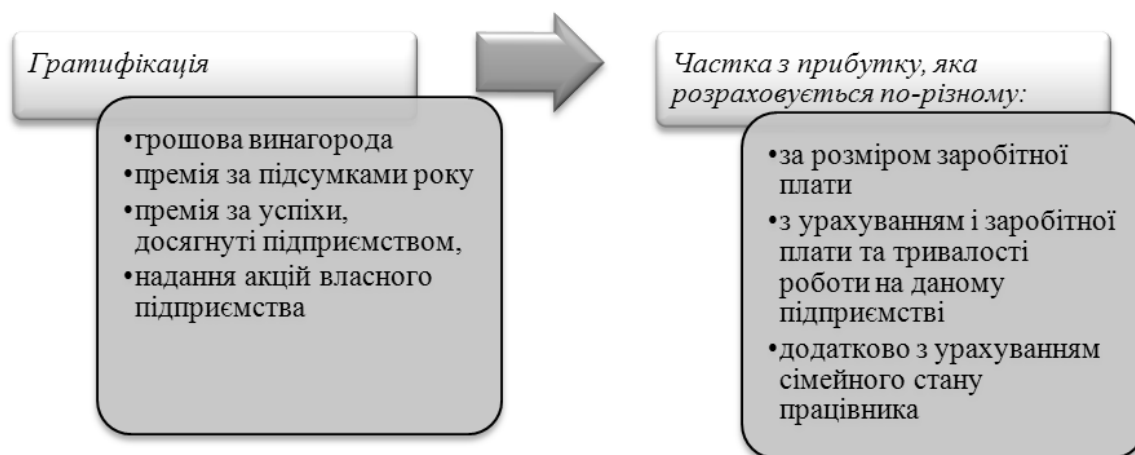 Гратифікація
•грошова винагорода
•премія за підсумками року
•премія за успіхи,
досягнуті підприємством,
•надання акцій власного
підприємства
Частка з прибутку, яка
розраховується по-різному:
•за розміром заробітної
плати
•з урахуванням і заробітної
плати та тривалості
роботи на даному
підприємстві
•додатково з урахуванням
сімейного стану
працівника